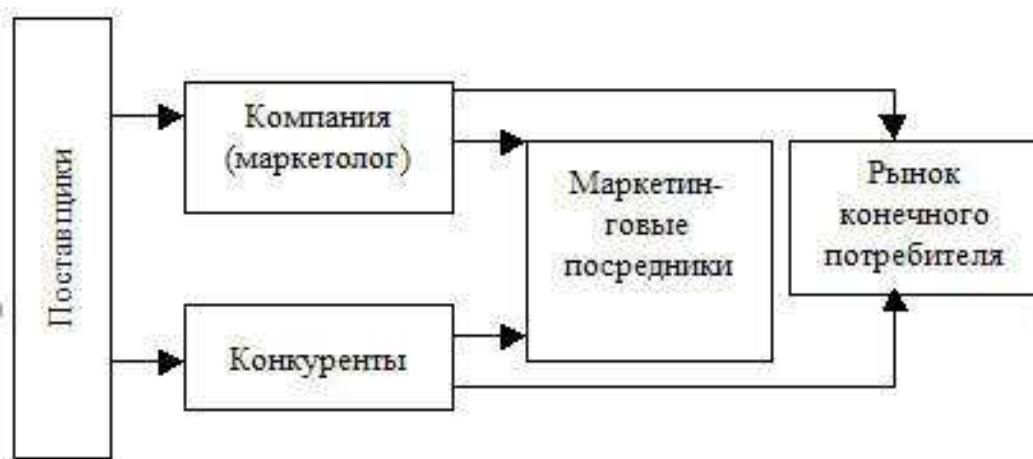 Поставщики
Компания
(маркетолог)
Маркетин-
говые
посредники
Рынок
конечного
потребителя
Конкуренты